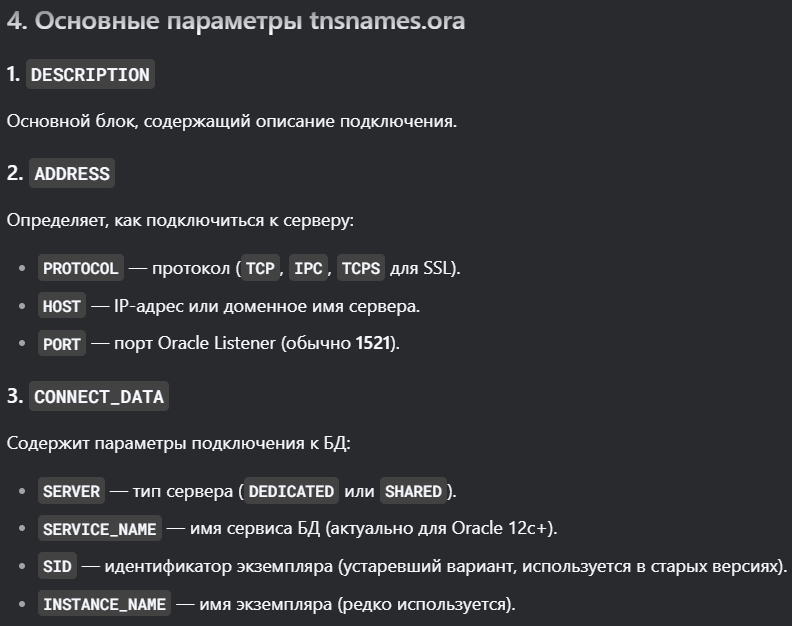 4. Основные параметры tnsnames.ora
1. DESCRIPTION
Основной блок, содержащий описание подключения.
2. ADDRESS
Определяет, как подключиться к серверу:
• PROTOCOL — протокол (TCP, IPC, TCPS для SSL).
• HOST — IP-адрес или доменное имя сервера.
• PORT — порт Oracle Listener (обычно 1521).
3. CONNECT_DATA
Содержит параметры подключения к БД:
• SERVER — тип сервера (DEDICATED или SHARED).
• SERVICE_NAME — имя сервиса БД (актуально для Oracle 12c+).
• SID — идентификатор экземпляра (устаревший вариант, используется в старых версиях).
• INSTANCE_NAME — имя экземпляра (редко используется).